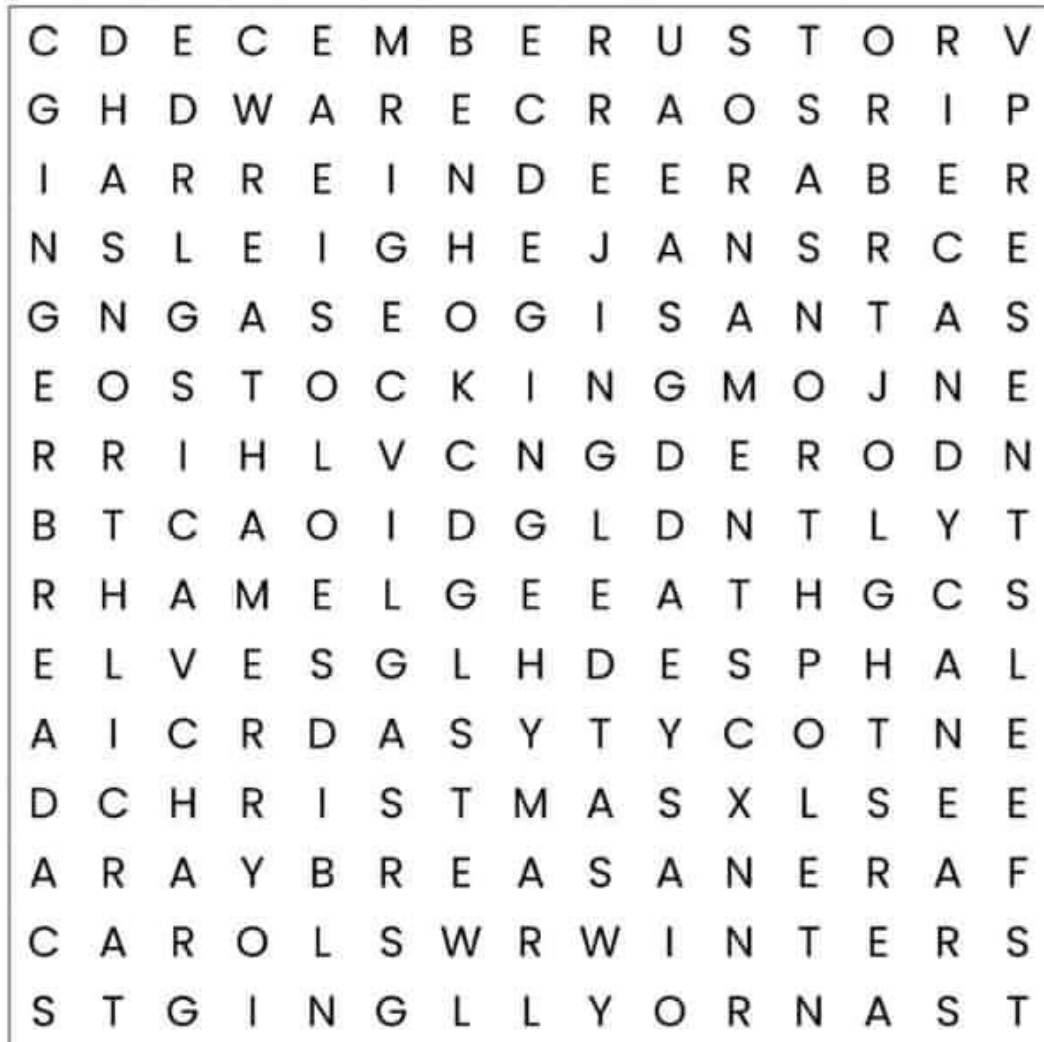 C D E C E M B E R U S T O R V
G H D W A R E C R A O S R I P
I A R R E I N D E E R A B E R
N S L E I G H E J A N S R C E
G N G A S E O G I S A N T A S
E O S T O C K I N G M O J N E
R R I H L V C N G D E R O D N
B T C A O I D G L D N T L Y T
R H A M E L G E E A T H G C S
E L V E S G L H D E S P H A L
A I C R D A S Y T Y C O T N E
D C H R I S T M A S X L S E E
A R A Y B R E A S A N E R A F
C A R O L S W R W I N T E R S
S T G I N G L L Y O R N A S T